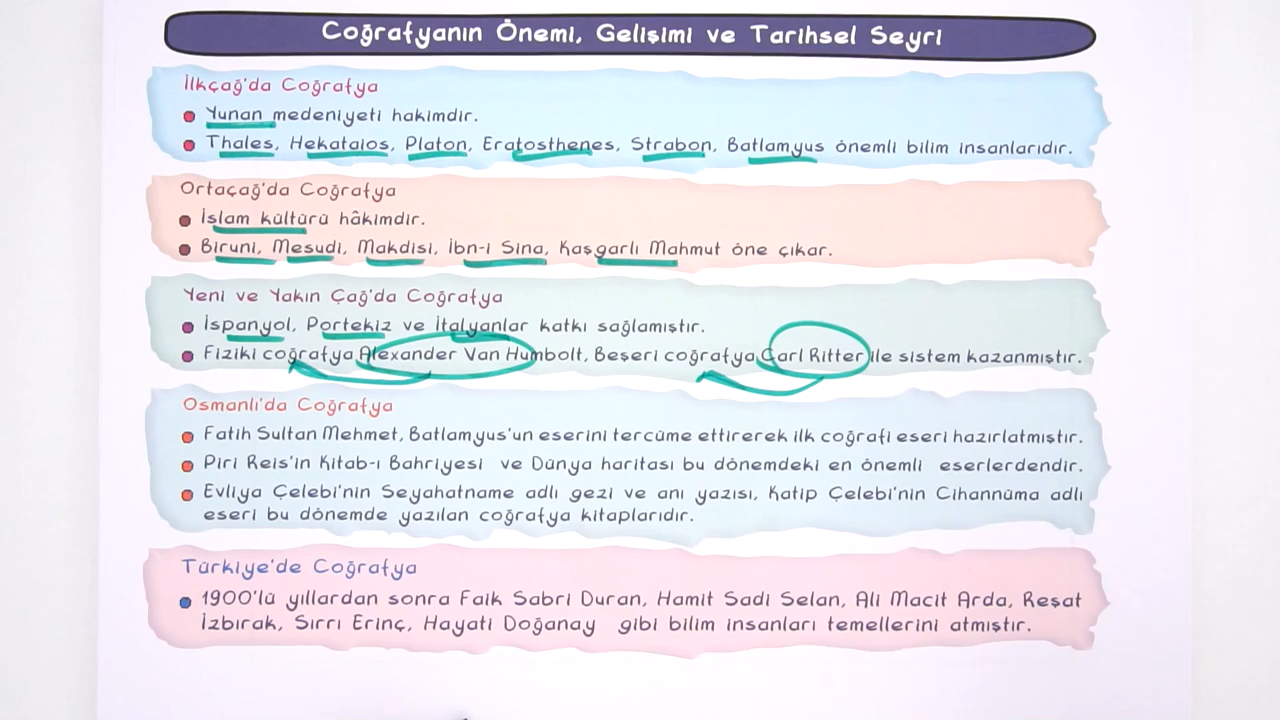 Coğrafyanın Önemi, Gelişimi ve Tarihsel Seyri
İlkçağ'da Coğrafya
Yunan medeniyeti hakimdir.
Thales, Hekataios, Platon, Eratosthenes, Strabon, Batlamyus önemli bilim insanlarıdır.
Ortaçağ'da Coğrafya
İslam kültürü hâkimdir.
Biruni, Mesudi, Makdisi, İbn-i Sina, Kaşgarlı Mahmut öne çıkar.
Yeni ve Yakın Çağ'da Coğrafya
İspanyol, Portekiz ve İtalyanlar katkı sağlamıştır.
Fiziki coğrafya Alexander Van Humbolt, Beşeri coğrafya Carl Ritter ile sistem kazanmıştır.
Osmanlı'da Coğrafya
Fatih Sultan Mehmet, Batlamyus'un eserini tercüme ettirerek ilk coğrafi eseri hazırlatmıştır.
Piri Reis'in Kitab-ı Bahriyesi ve Dünya haritası bu dönemdeki en önemli eserlerdendir.
Evliya Çelebi'nin Seyahatname adlı gezi ve anı yazısı, Katip Çelebi'nin Cihannüma adlı
eseri bu dönemde yazılan coğrafya kitaplarıdır.
Türkiye'de Coğrafya
1900'lü yıllardan sonra Faik Sabri Duran, Hamit Sadi Selan, Ali Macit Arda, Reşat
İzbırak, Sırrı Erinç, Hayati Doğanay gibi bilim insanları temellerini atmıştır.